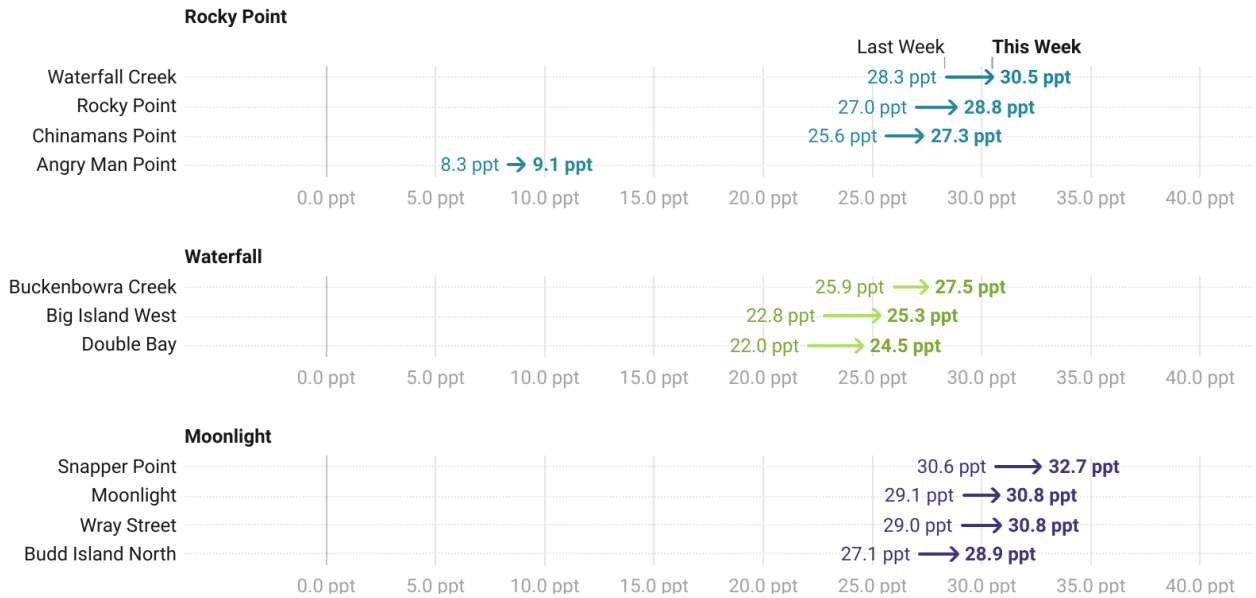 Rocky Point
Last Week This Week
Waterfall Creek 28.3 ppt 30.5 ppt
Rocky Point 27.0 ppt 28.8 ppt
Chinamans Point 25.6 ppt 27.3 ppt
Angry Man Point 8.3 ppt 9.1 ppt
0.0 ppt 5.0 ppt 10.0 ppt 15.0 ppt 20.0 ppt 25.0 ppt 30.0 ppt 35.0 ppt 40.0 ppt
Waterfall
Buckenbowra Creek 25.9 ppt 27.5 ppt
Big Island West 22.8 ppt 25.3 ppt
Double Bay 22.0 ppt 24.5 ppt
0.0 ppt 5.0 ppt 10.0 ppt 15.0 ppt 20.0 ppt 25.0 ppt 30.0 ppt 35.0 ppt 40.0 ppt
Moonlight
Snapper Point 30.6 ppt 32.7 ppt
Moonlight 29.1 ppt 30.8 ppt
Wray Street 29.0 ppt 30.8 ppt
Budd Island North 27.1 ppt 28.9 ppt
0.0 ppt 5.0 ppt 10.0 ppt 15.0 ppt 20.0 ppt 25.0 ppt 30.0 ppt 35.0 ppt 40.0 ppt